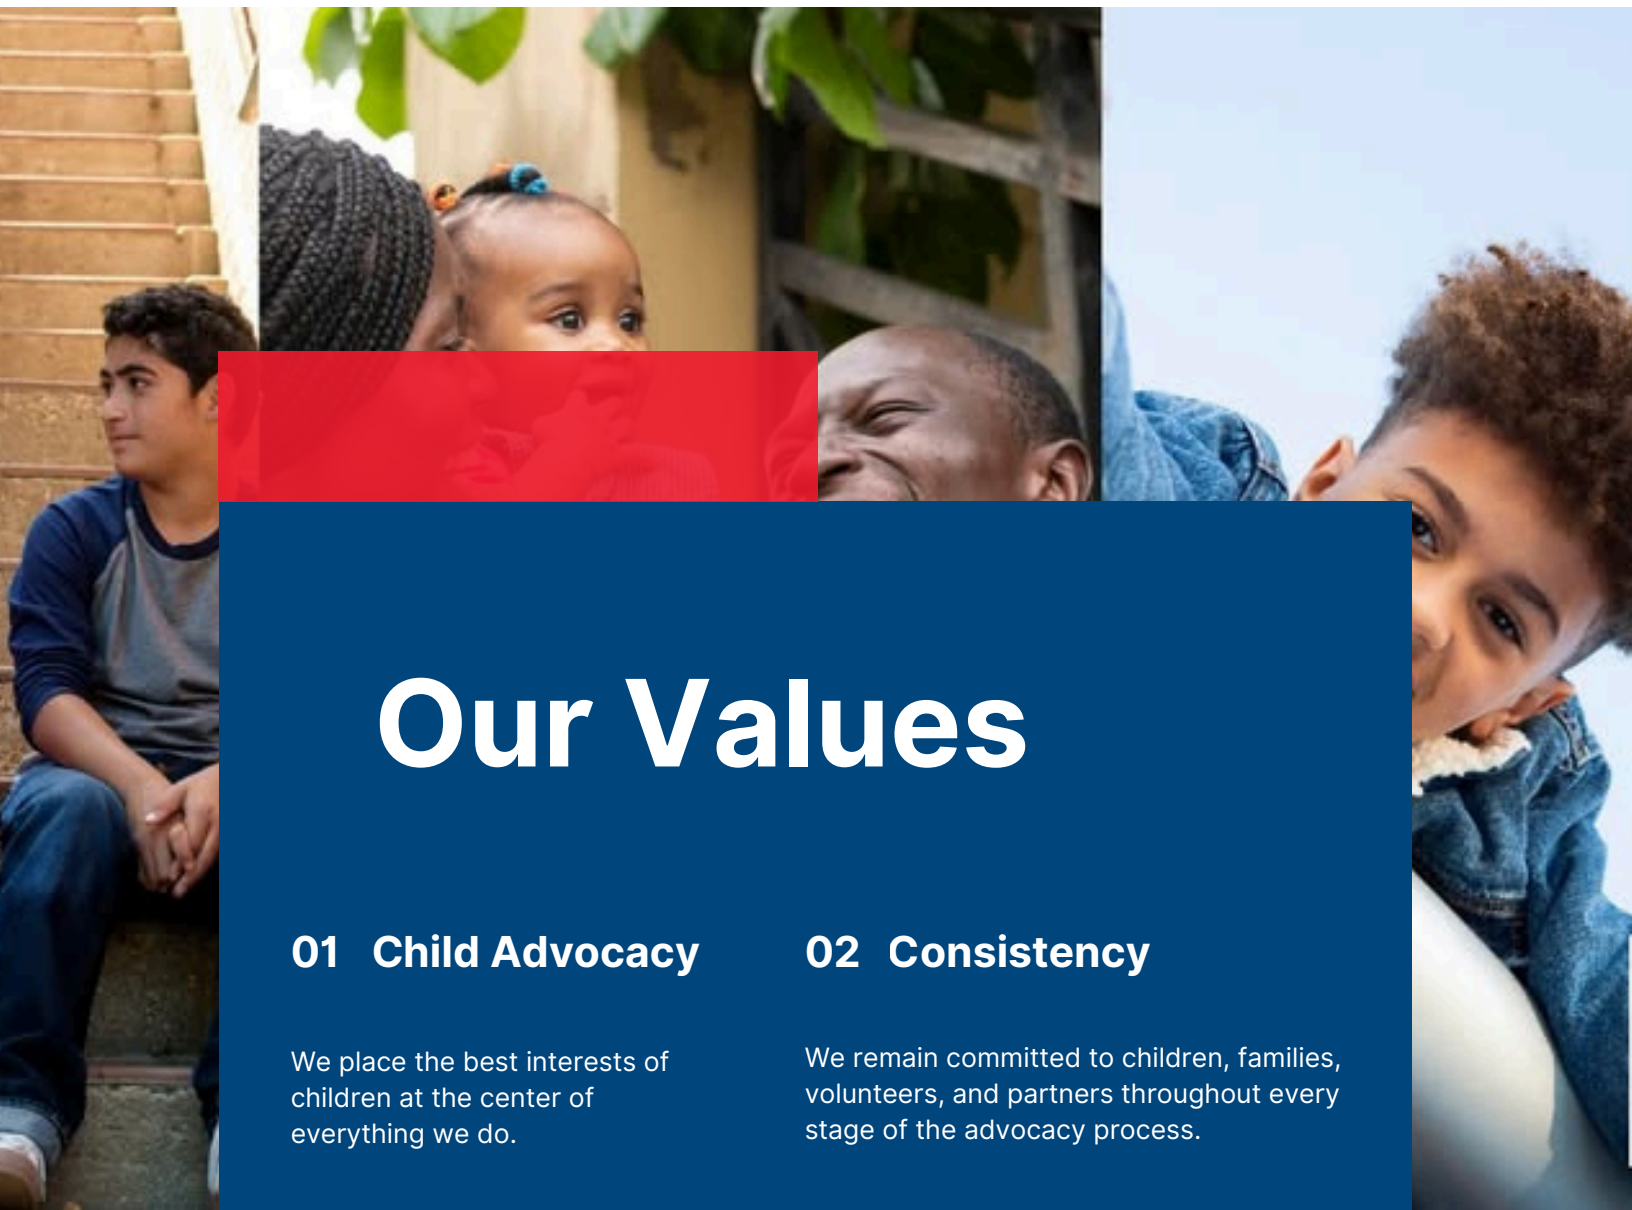 Our Values
01 Child Advocacy
We place the best interests of
children at the center of
everything we do.
02 Consistency
We remain committed to children, families,
volunteers, and partners throughout every
stage of the advocacy process.